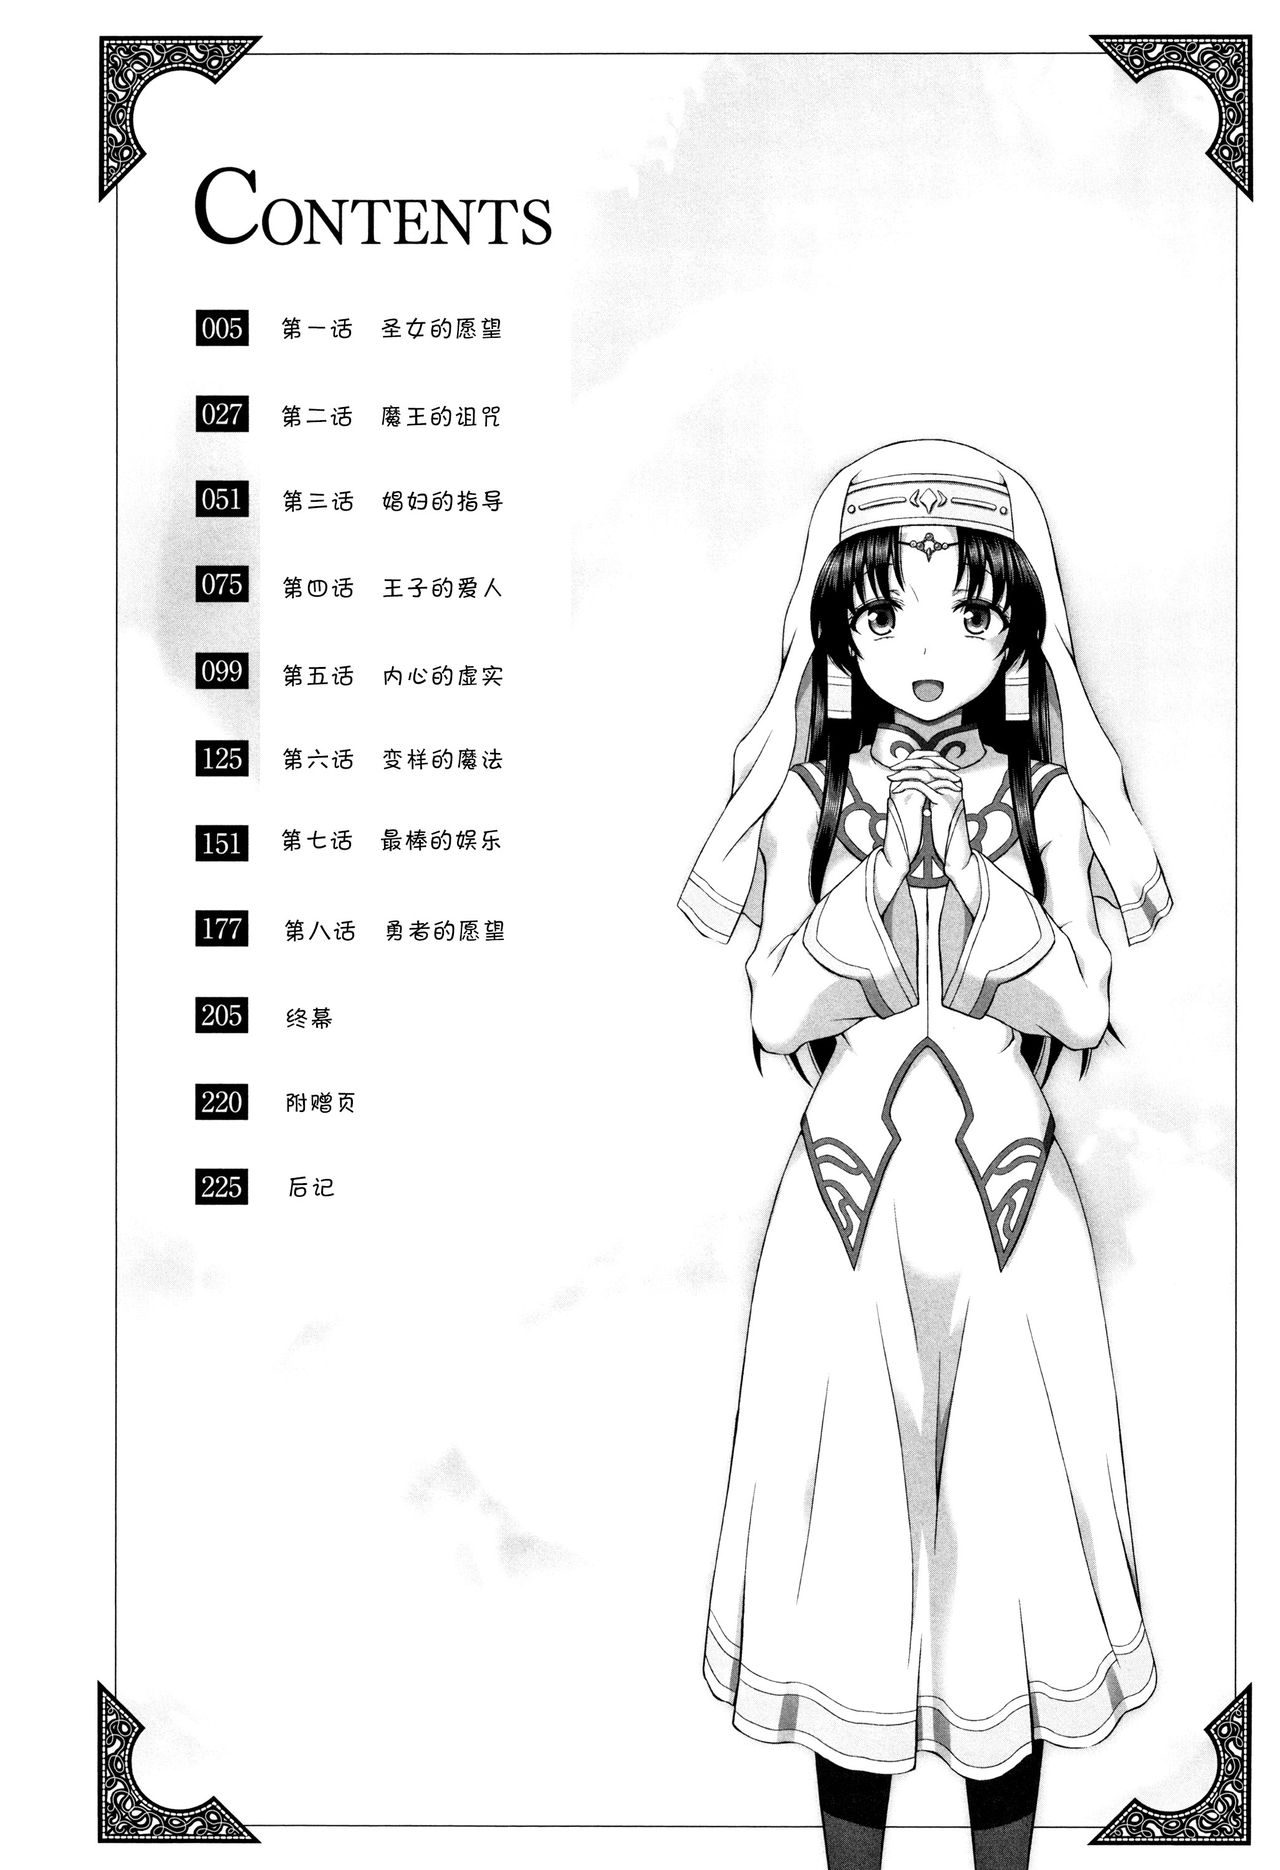 CONTENTS
005 第一话 圣女的愿望
027 第二话 魔王的诅咒
051 第三话 娼妇的指导
075 第四话 王子的爱人
099 第五话 内心的虚实
125 第六话 变样的魔法
151 第七话 最棒的娱乐
177 第八话 勇者的愿望
205 终幕
220 附赠页
225 后记